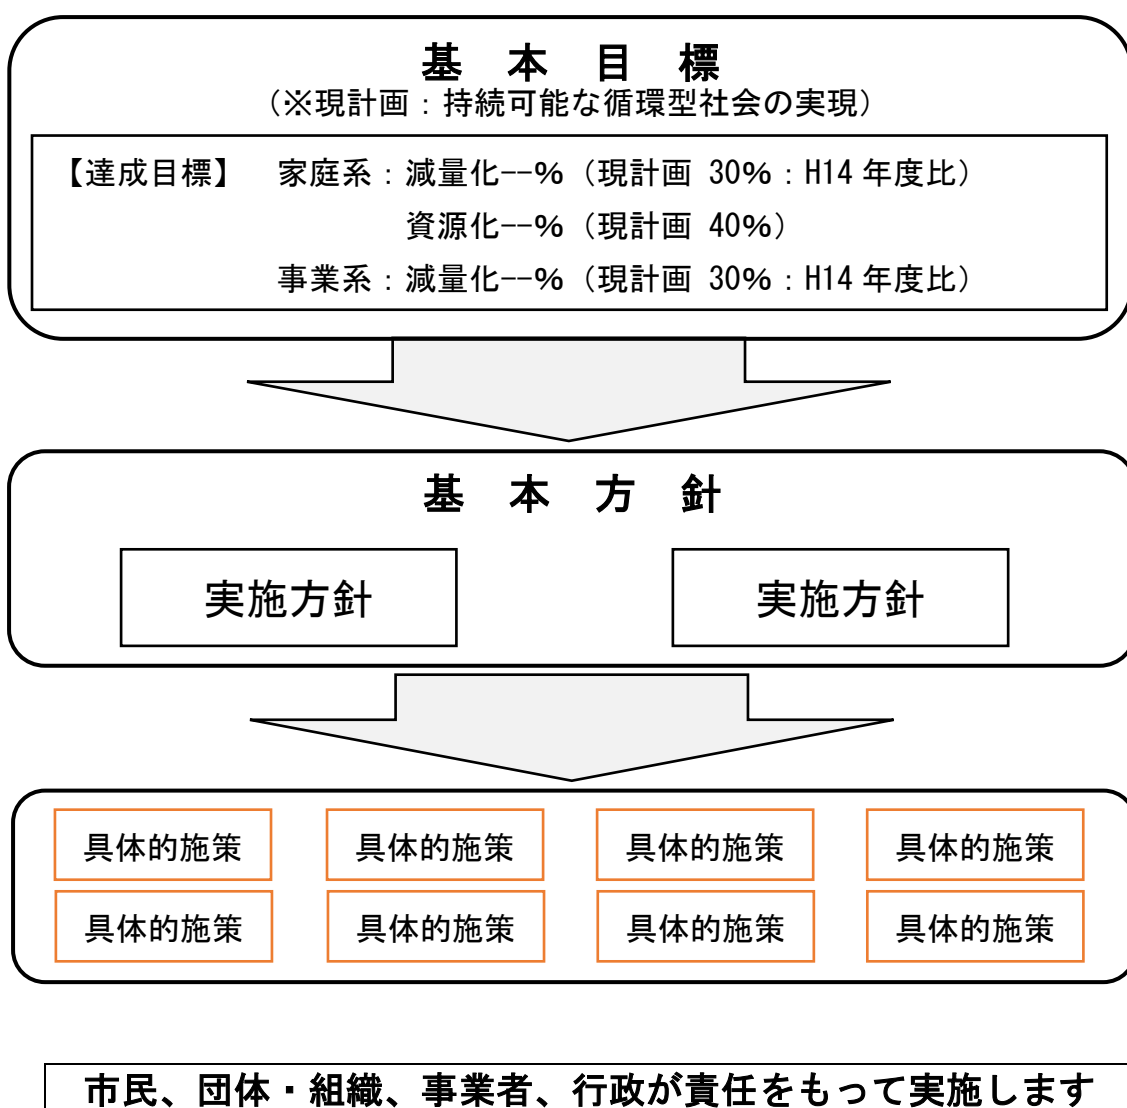 基　本　目　標
（※現計画：持続可能な循環型社会の実現）
【達成目標】　家庭系：減量化--％（現計画 30％：H14年度比）
資源化--％（現計画 40％）
事業系：減量化--％（現計画 30％：H14年度比）
基　本　方　針
実施方針　実施方針
具体的施策　具体的施策　具体的施策　具体的施策
具体的施策　具体的施策　具体的施策　具体的施策
市民、団体・組織、事業者、行政が責任をもって実施します